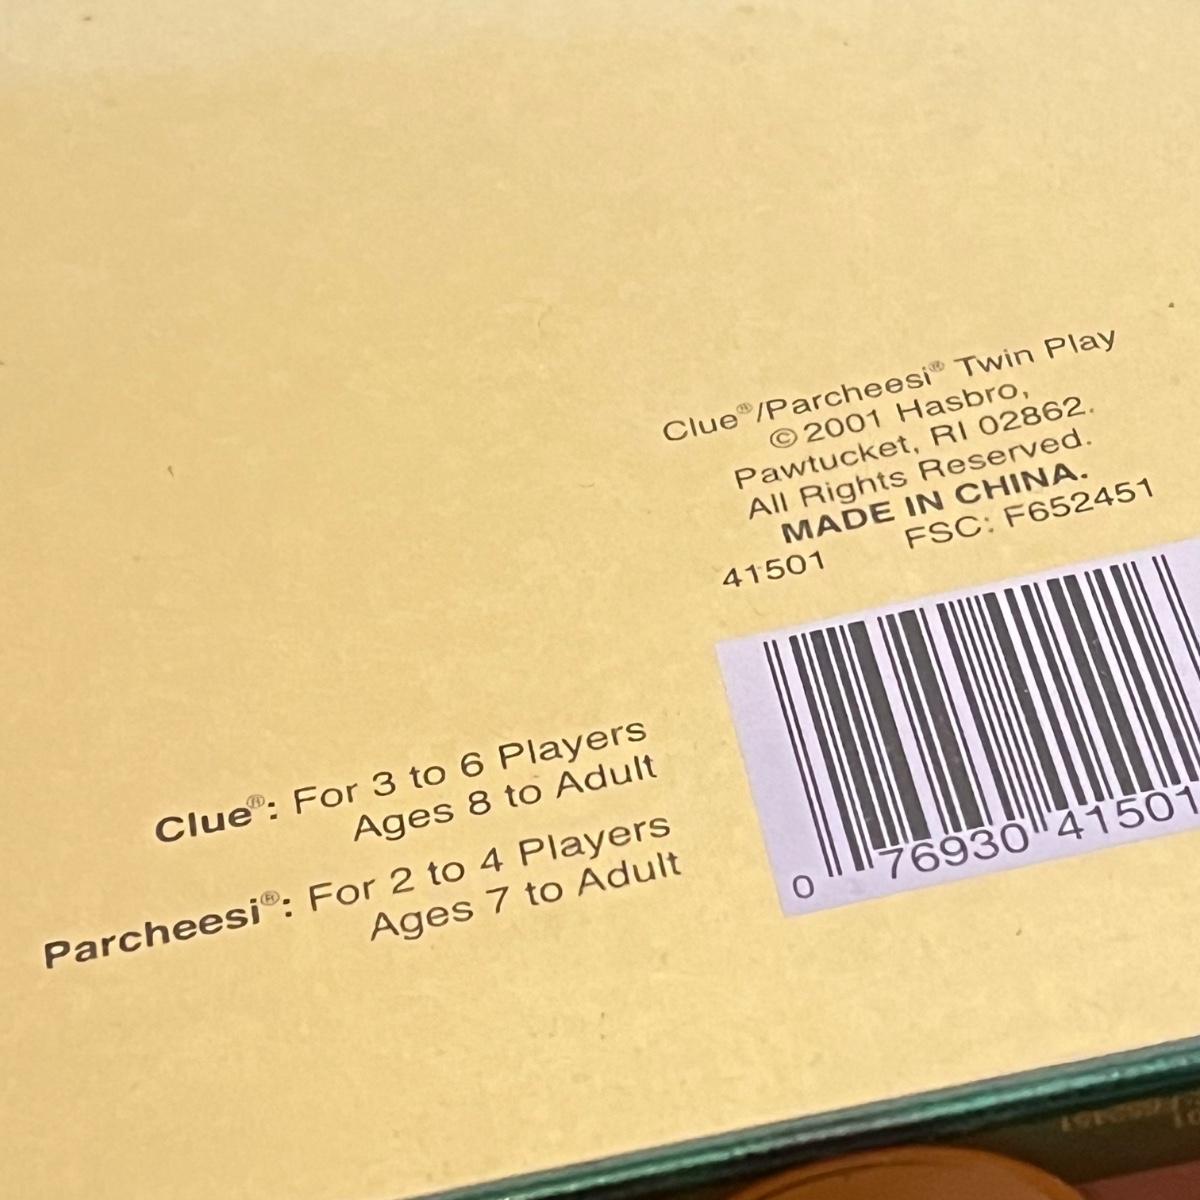 Clue®/Parcheesi® Twin Play
©2001 Hasbro,
Pawtucket, RI 02862.
All Rights Reserved.
MADE IN CHINA.
41501 FSC: F652451
0 76930 41501
Clue®: For 3 to 6 Players
Ages 8 to Adult
Parcheesi®: For 2 to 4 Players
Ages 7 to Adult